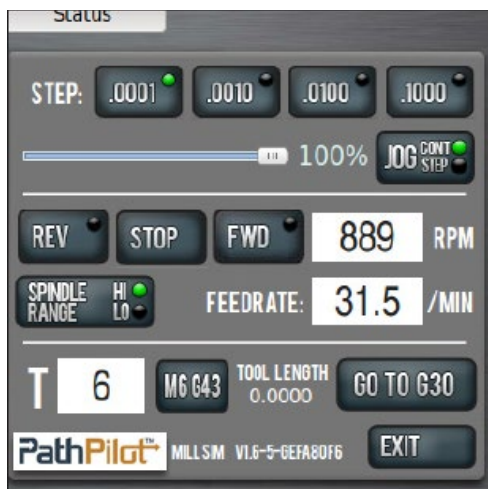 Status
STEP: .0001 .0010 .0100 .1000
100% JOG CONT STEP
REV STOP FWD 889 RPM
SPINDLE RANGE HI LO FEEDRATE: 31.5 /MIN
T 6 M6 G43 TOOL LENGTH 0.0000 GO TO G30
PathPilot™ MILL SIM V1.6-5-GEFA80F6 EXIT